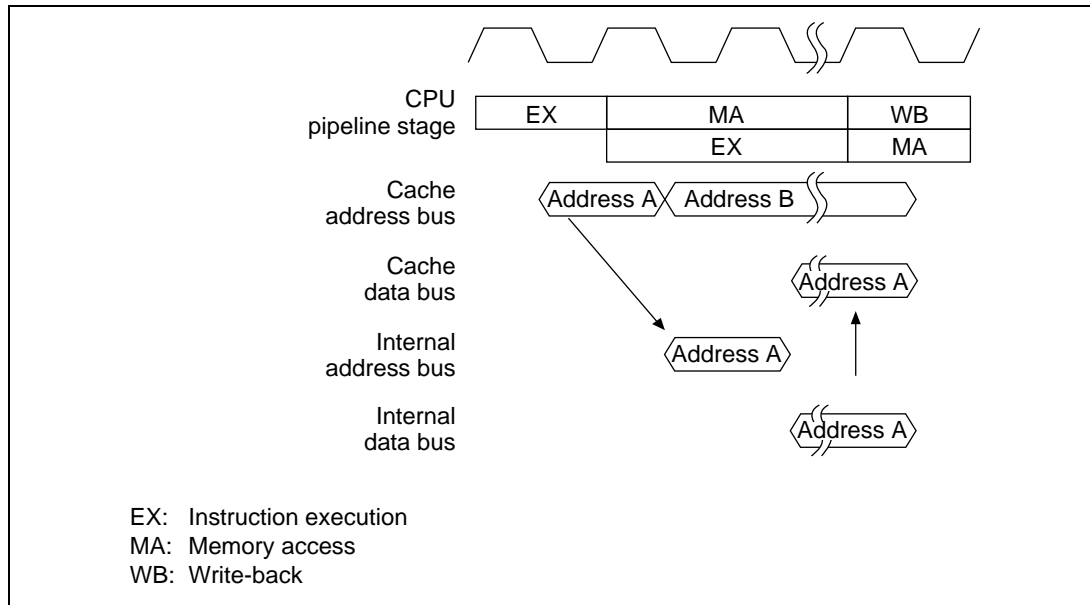 CPU
pipeline stage
EX
MA
WB
EX
MA
Cache
address bus
Address A
Address B
Cache
data bus
Address A
Internal
address bus
Address A
Internal
data bus
Address A
EX: Instruction execution
MA: Memory access
WB: Write-back